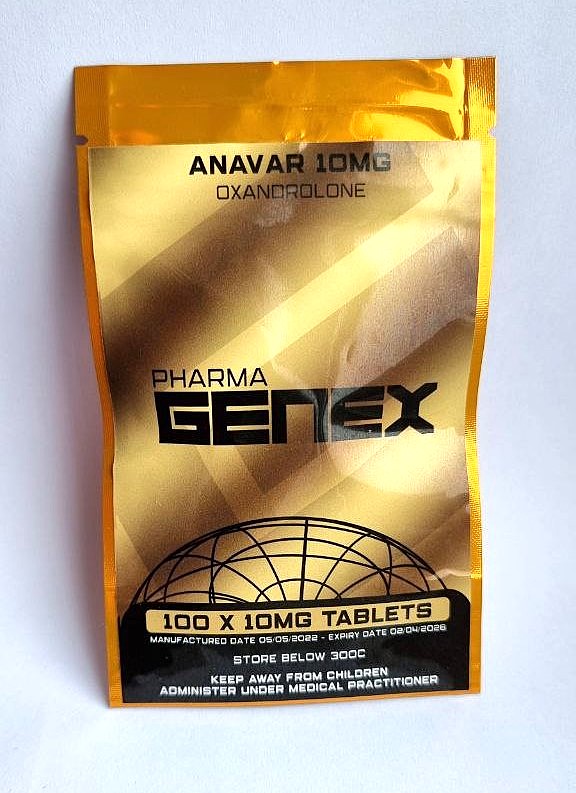 ANAVAR 10MG
OXANDROLONE
PHARMA
GENEX
100 X 10MG TABLETS
MANUFACTURED DATE 05/05/2022 - EXPIRY DATE 02/04/2026
STORE BELOW 300C
KEEP AWAY FROM CHILDREN
ADMINISTER UNDER MEDICAL PRACTITIONER